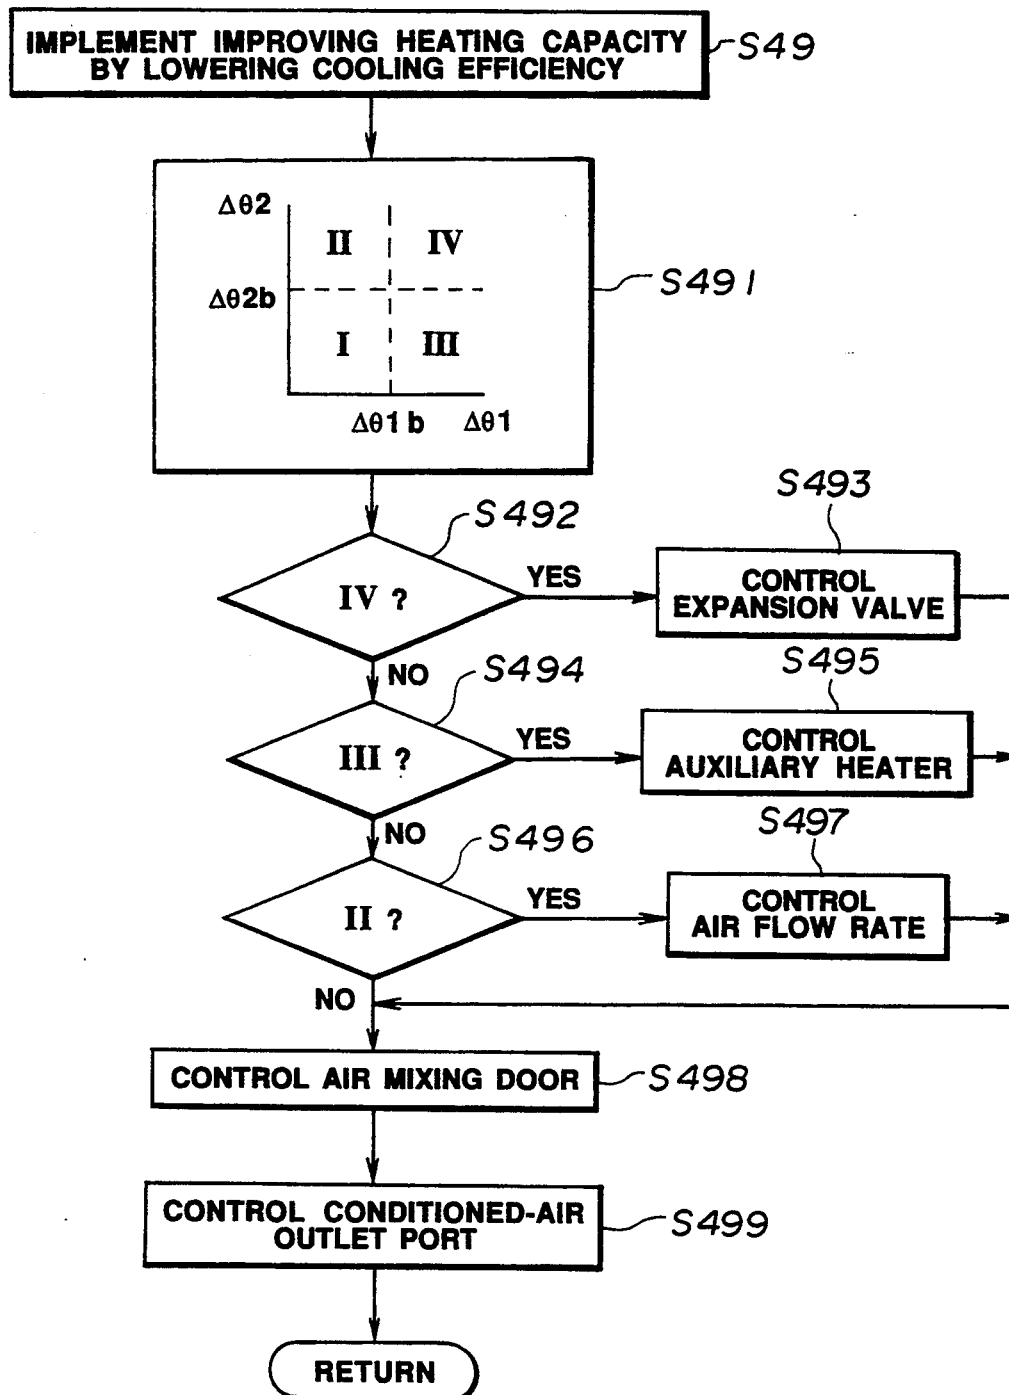 IMPLEMENT IMPROVING HEATING CAPACITY
BY LOWERING COOLING EFFICIENCY
S49
Δθ2
II
IV
S491
Δθ2b
I
III
Δθ1b
Δθ1
S492
S493
IV ?
YES
CONTROL
EXPANSION VALVE
NO
S494
S495
III ?
YES
CONTROL
AUXILIARY HEATER
NO
S496
S497
II ?
YES
CONTROL
AIR FLOW RATE
NO
CONTROL AIR MIXING DOOR
S498
CONTROL CONDITIONED-AIR
OUTLET PORT
S499
RETURN